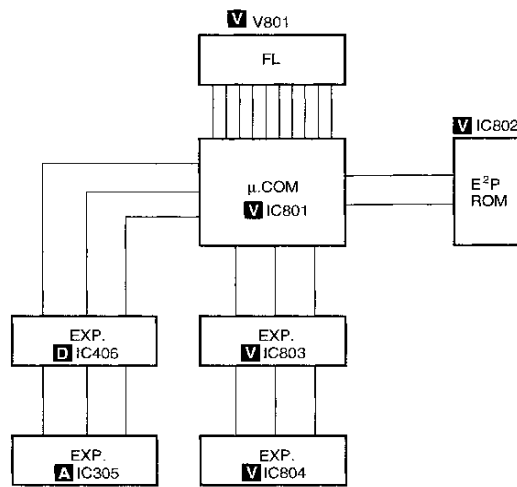 V V801
FL
V IC802
E²P
ROM
μ.COM
V IC801
EXP.
D IC406
EXP.
V IC803
EXP.
A IC305
EXP.
V IC804